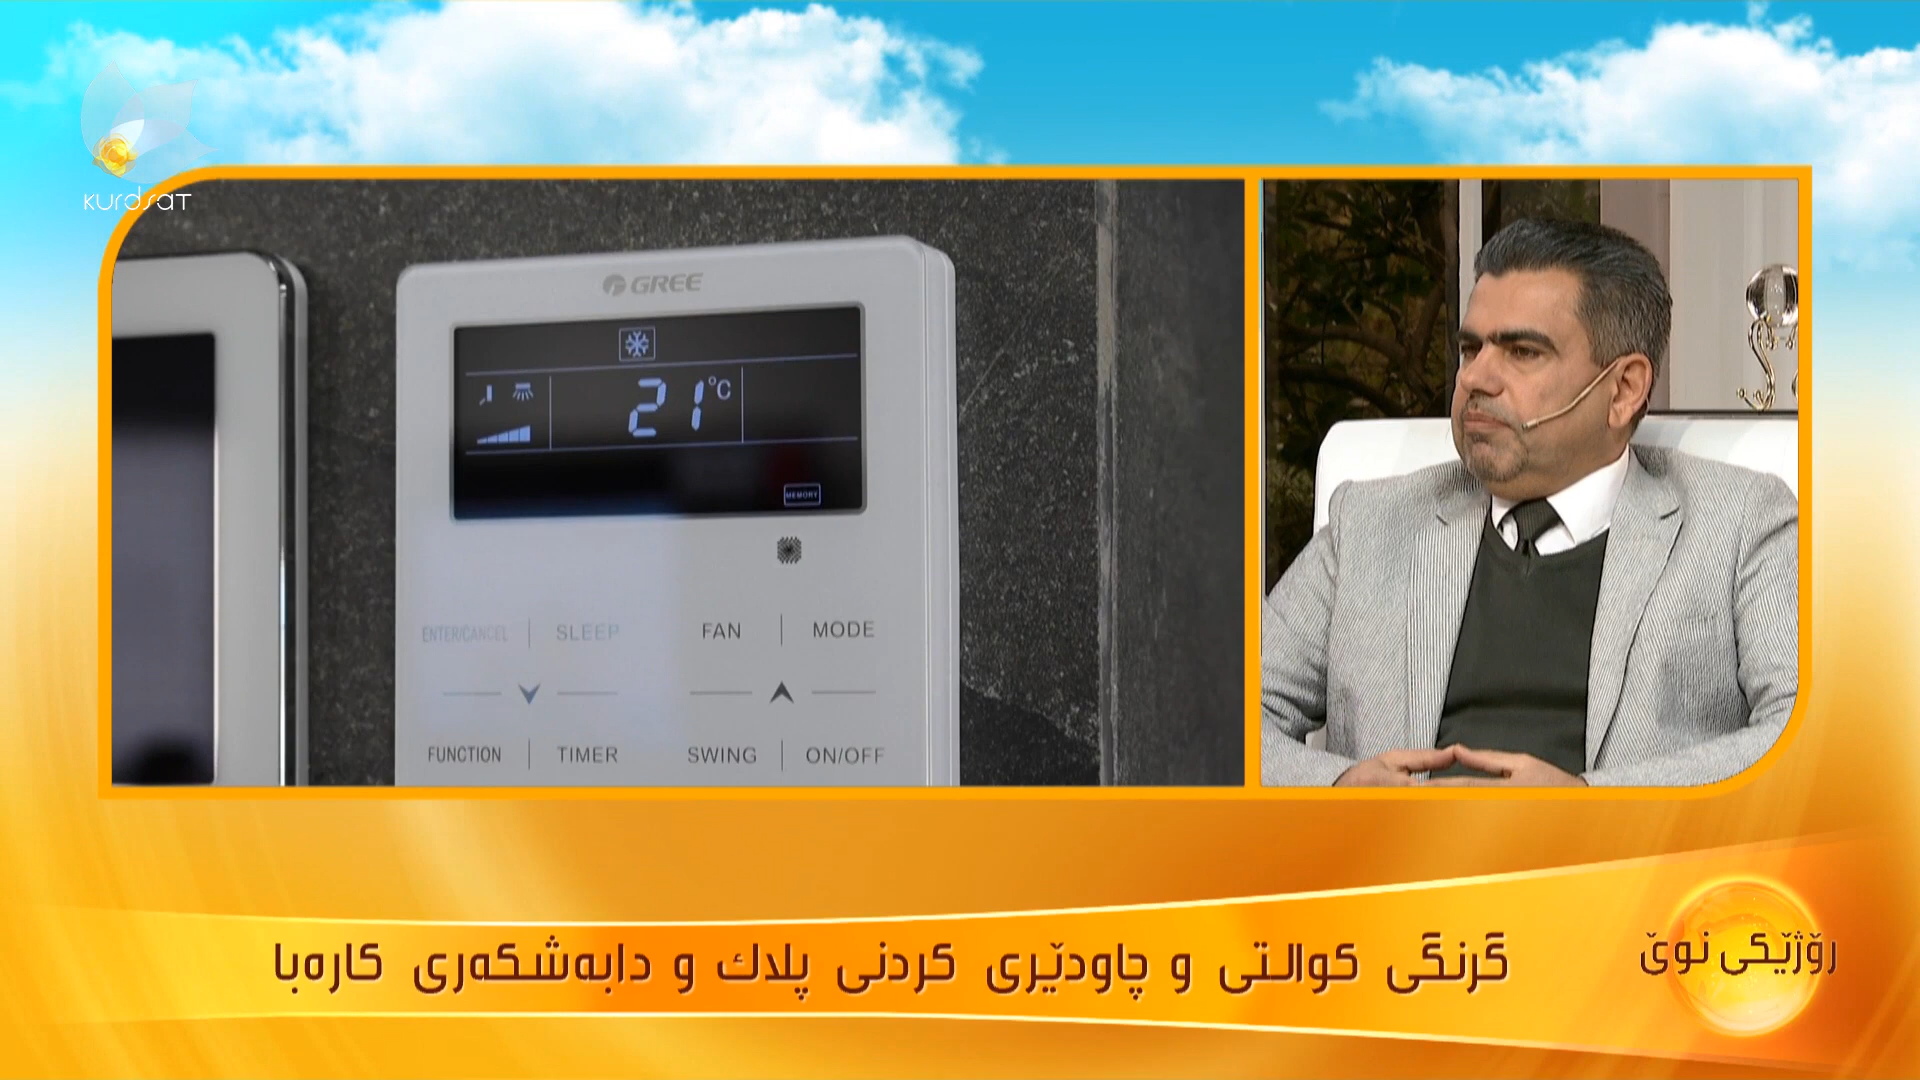 KURDSAT
GREE
21°C
MEMORY
ENTER/CANCEL SLEEP FAN MODE
FUNCTION TIMER SWING ON/OFF
رۆژێکی نوێ
گرنگی کوالتی و چاودێری کردنی پلاك و دابەشکەری کارەبا